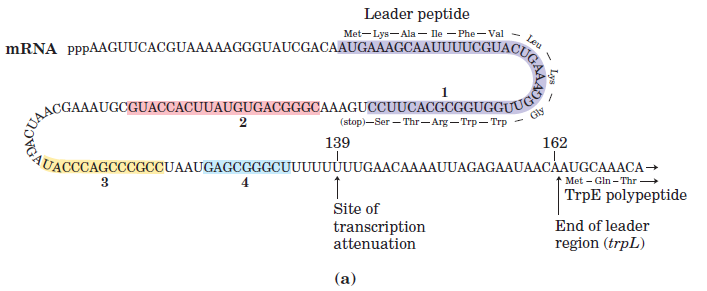 Leader peptide
Met – Lys – Ala – Ile – Phe – Val – Leu – Lys – Gly
mRNA pppAAGUUCACGUAAAAAGGGUAUCGACAAUGAAAGCAAUUUUCGUACUGAAAGG
1
GACUAACGAAAUGCGUACCACUUAUGUGACGGGCAAAGUCCUUCACGCGGUGGUU
2
(stop)–Ser – Thr – Arg – Trp – Trp –
139 162
AUACCCAGCCCGCCUAAUGAGCGGGCUUUUUUUUGAACAAAAUUAGAGAAUAACAAUGCAAACA
3 4
Met – Gln – Thr
TrpE polypeptide
Site of
transcription
attenuation
End of leader
region (trpL)
(a)